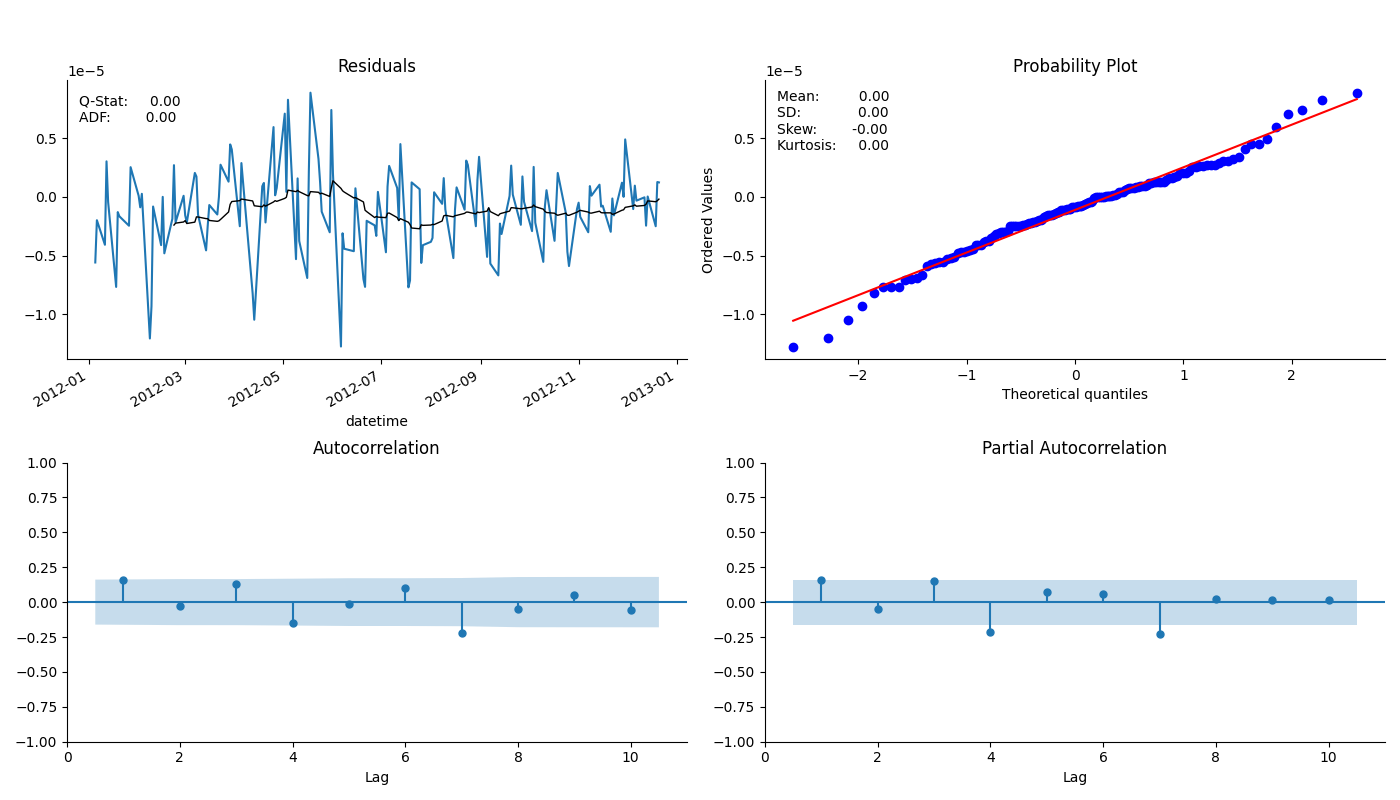 Residuals
1e−5
Q-Stat: 0.00
ADF: 0.00
0.5
0.0
−0.5
−1.0
2012-01
2012-03
2012-05
2012-07
2012-09
2012-11
2013-01
datetime
Probability Plot
1e−5
Mean: 0.00
SD: 0.00
Skew: -0.00
Kurtosis: 0.00
Ordered Values
0.5
0.0
−0.5
−1.0
−2
−1
0
1
2
Theoretical quantiles
Autocorrelation
1.00
0.75
0.50
0.25
0.00
−0.25
−0.50
−0.75
−1.00
0
2
4
6
8
10
Lag
Partial Autocorrelation
1.00
0.75
0.50
0.25
0.00
−0.25
−0.50
−0.75
−1.00
0
2
4
6
8
10
Lag